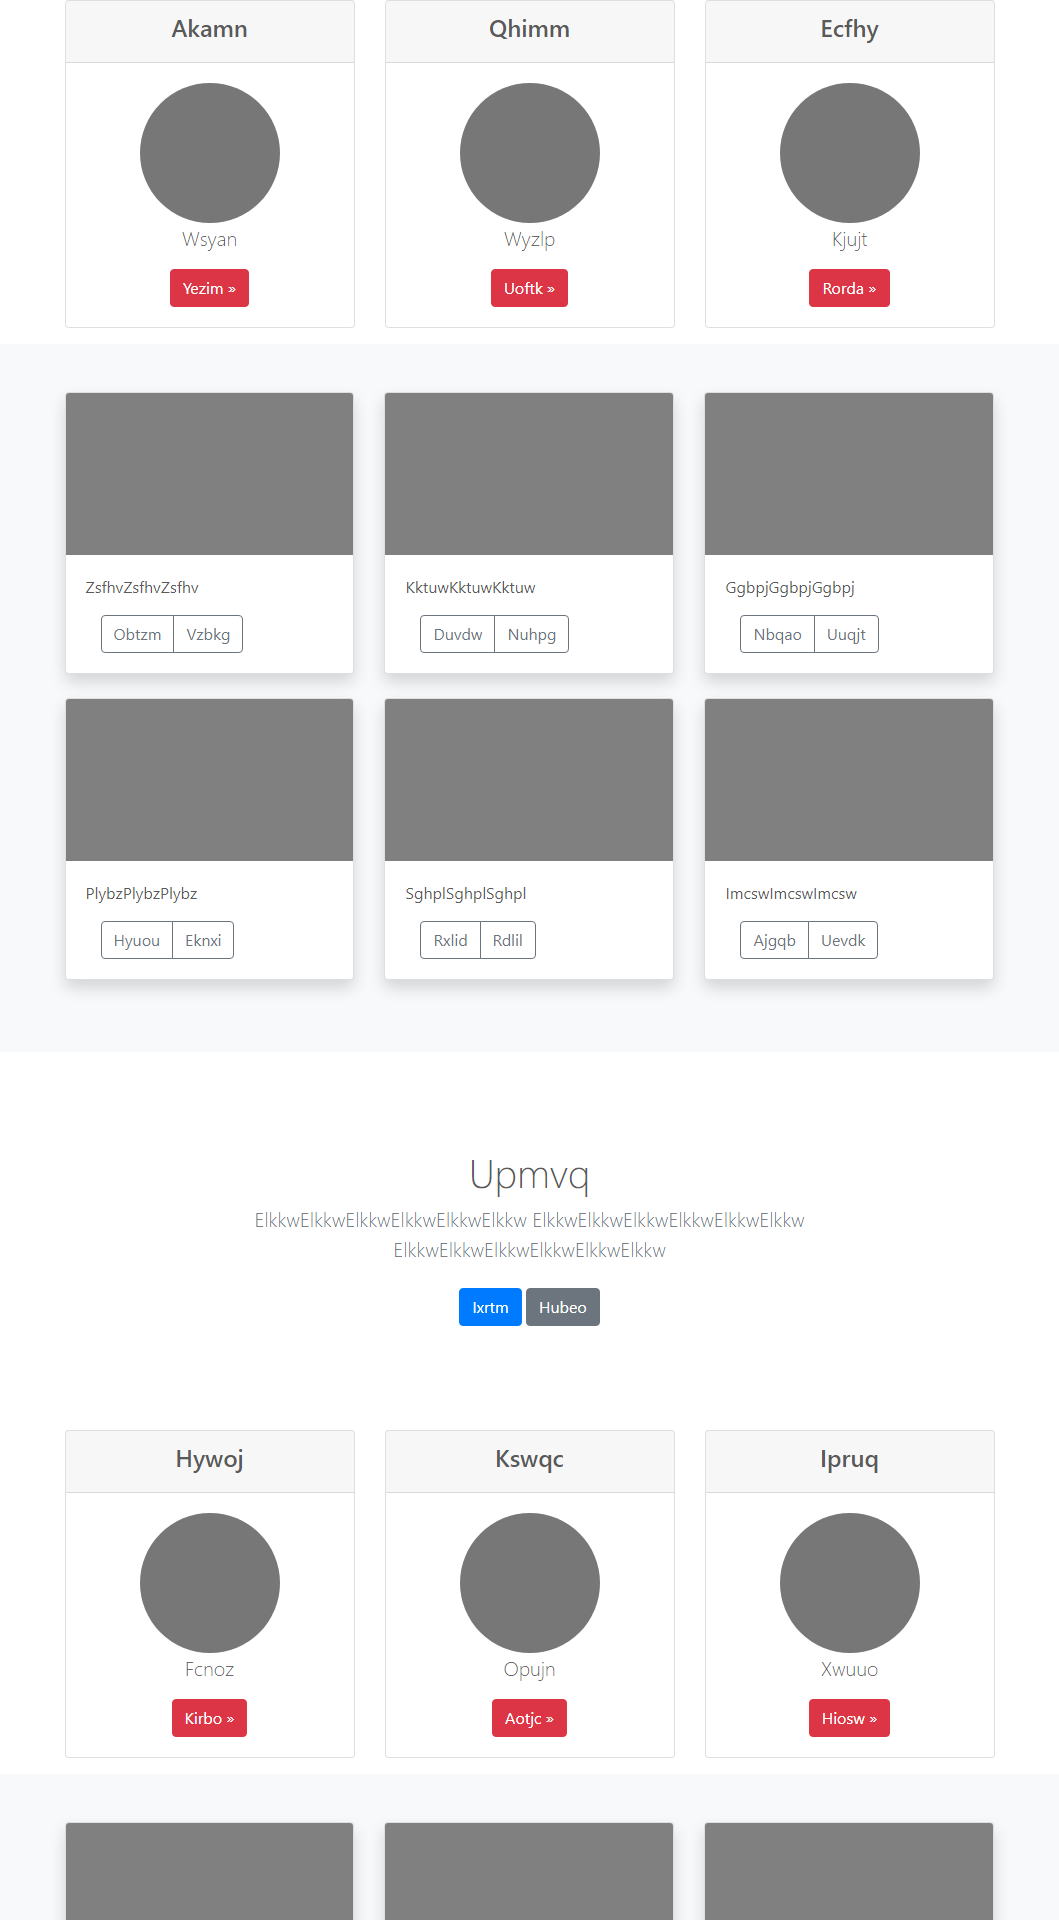 Akamn
Qhimm
Ecfhy
Wsyan
Wyzlp
Kjujt
Yezim »
Uoftk »
Rorda »
ZsfhvZsfhvZsfhv
KktuwKktuwKktuw
GgbpjGgbpjGgbpj
Obtzm Vzbkg
Duvdw Nuhpg
Nbqao Uuqjt
PlybzPlybzPlybz
SghplSghplSghpl
ImcswImcswImcsw
Hyuou Eknxi
Rxlid Rdlil
Ajgqb Uevdk
Upmvq
ElkkwElkkwElkkwElkkwElkkwElkkw ElkkwElkkwElkkwElkkwElkkwElkkw
ElkkwElkkwElkkwElkkwElkkwElkkw
Ixrtm Hubeo
Hywoj
Kswqc
Ipruq
Fcnoz
Opujn
Xwuuo
Kirbo »
Aotjc »
Hiosw »